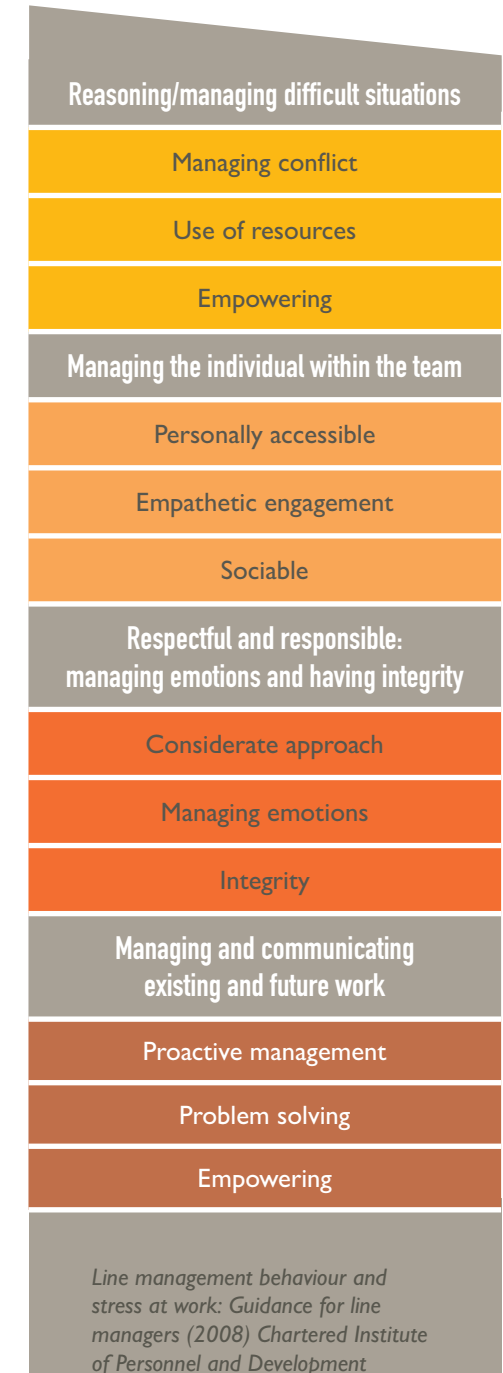 Reasoning/managing difficult situations
Managing conflict
Use of resources
Empowering
Managing the individual within the team
Personally accessible
Empathetic engagement
Sociable
Respectful and responsible:
managing emotions and having integrity
Considerate approach
Managing emotions
Integrity
Managing and communicating
existing and future work
Proactive management
Problem solving
Empowering
Line management behaviour and
stress at work: Guidance for line
managers (2008) Chartered Institute
of Personnel and Development